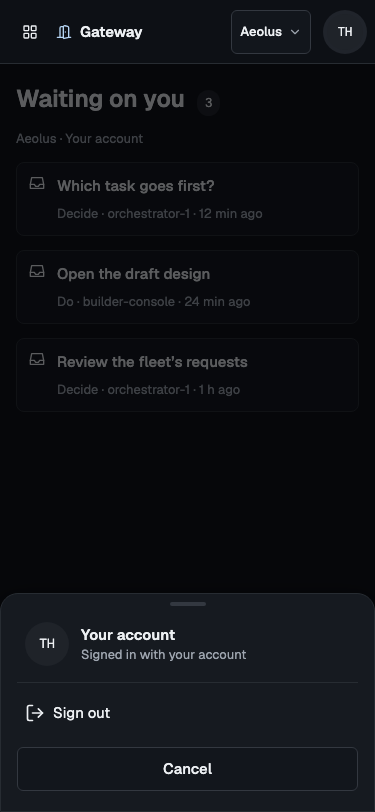 Gateway
Aeolus
TH
Waiting on you 3
Aeolus · Your account
Which task goes first?
Decide · orchestrator-1 · 12 min ago
Open the draft design
Do · builder-console · 24 min ago
Review the fleet’s requests
Decide · orchestrator-1 · 1 h ago
TH
Your account
Signed in with your account
Sign out
Cancel